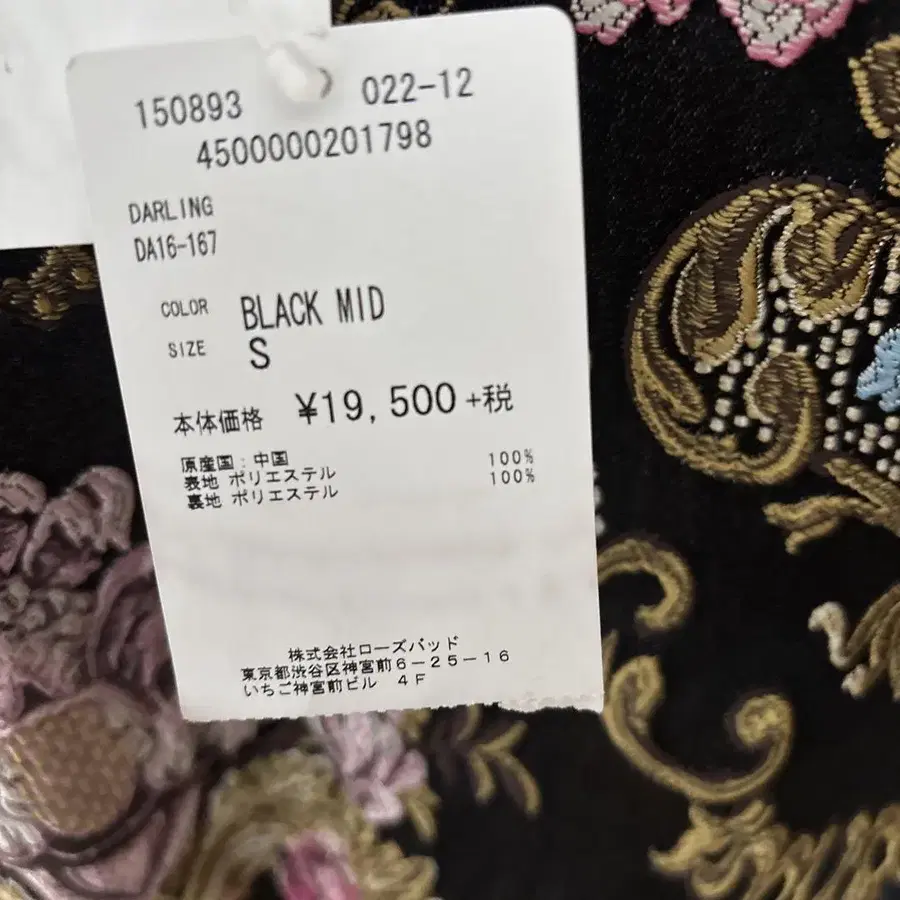 150893 022-12
4500000201798
DARLING
DA16-167
COLOR BLACK MID
SIZE S
本体価格 ¥19,500+税
原産国:中国
表地 ポリエステル 100%
裏地 ポリエステル 100%
株式会社ローズバッド
東京都渋谷区神宮前6-25-16
いちご神宮前ビル 4F